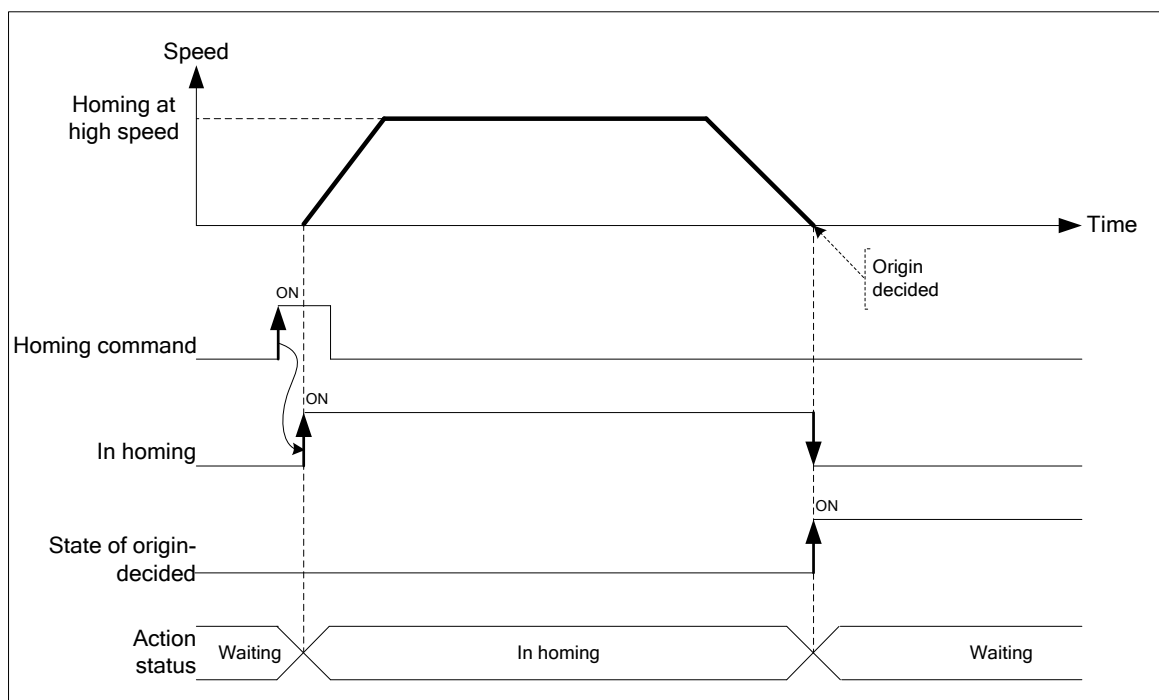 Speed
Homing at
high speed
Time
Origin
decided
ON
Homing command
ON
In homing
ON
State of origin-
decided
Action
status
Waiting
In homing
Waiting